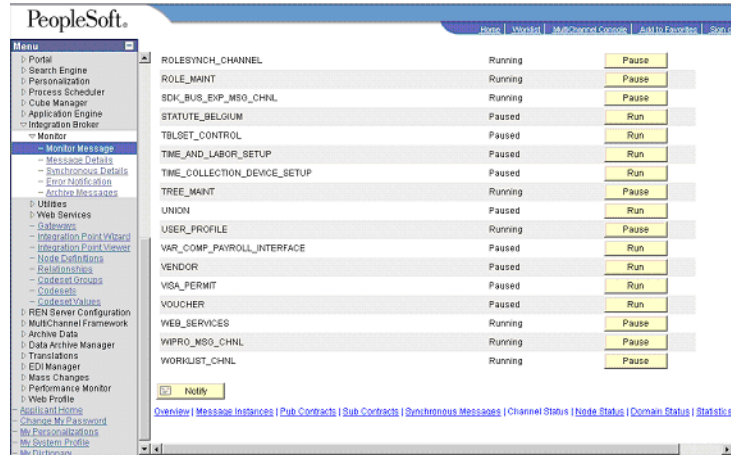 PeopleSoft®
Home | Worklist | MultiChannel Console | Add to Favorites | Sign
Menu
Portal
Search Engine
Personalization
Process Scheduler
Cube Manager
Application Engine
Integration Broker
Monitor
Monitor Message
Message Details
Synchronous Details
Error Notification
Archive Messages
Utilities
Web Services
Gateways
Integration Point Wizard
Integration Point Viewer
Node Definitions
Relationships
Codeset Groups
Codesets
Codeset Values
REN Server Configuration
MultiChannel Framework
Archive Data
Data Archive Manager
Translations
EDI Manager
Mass Changes
Performance Monitor
Web Profile
Applicant Home
Change My Password
My Personalizations
My System Profile
My Dictionary
ROLESYNCH_CHANNEL Running Pause
ROLE_MAINT Running Pause
SDK_BUS_EXP_MSG_CHNL Running Pause
STATUTE_BELGIUM Paused Run
TBLSET_CONTROL Paused Run
TIME_AND_LABOR_SETUP Paused Run
TIME_COLLECTION_DEVICE_SETUP Paused Run
TREE_MAINT Running Pause
UNION Paused Run
USER_PROFILE Running Pause
VAR_COMP_PAYROLL_INTERFACE Paused Run
VENDOR Paused Run
VISA_PERMIT Paused Run
VOUCHER Paused Run
WEB_SERVICES Running Pause
WIPRO_MSG_CHNL Running Pause
WORKLIST_CHNL Running Pause
Notify
Overview | Message Instances | Pub Contracts | Sub Contracts | Synchronous Messages | Channel Status | Node Status | Domain Status | Statistics